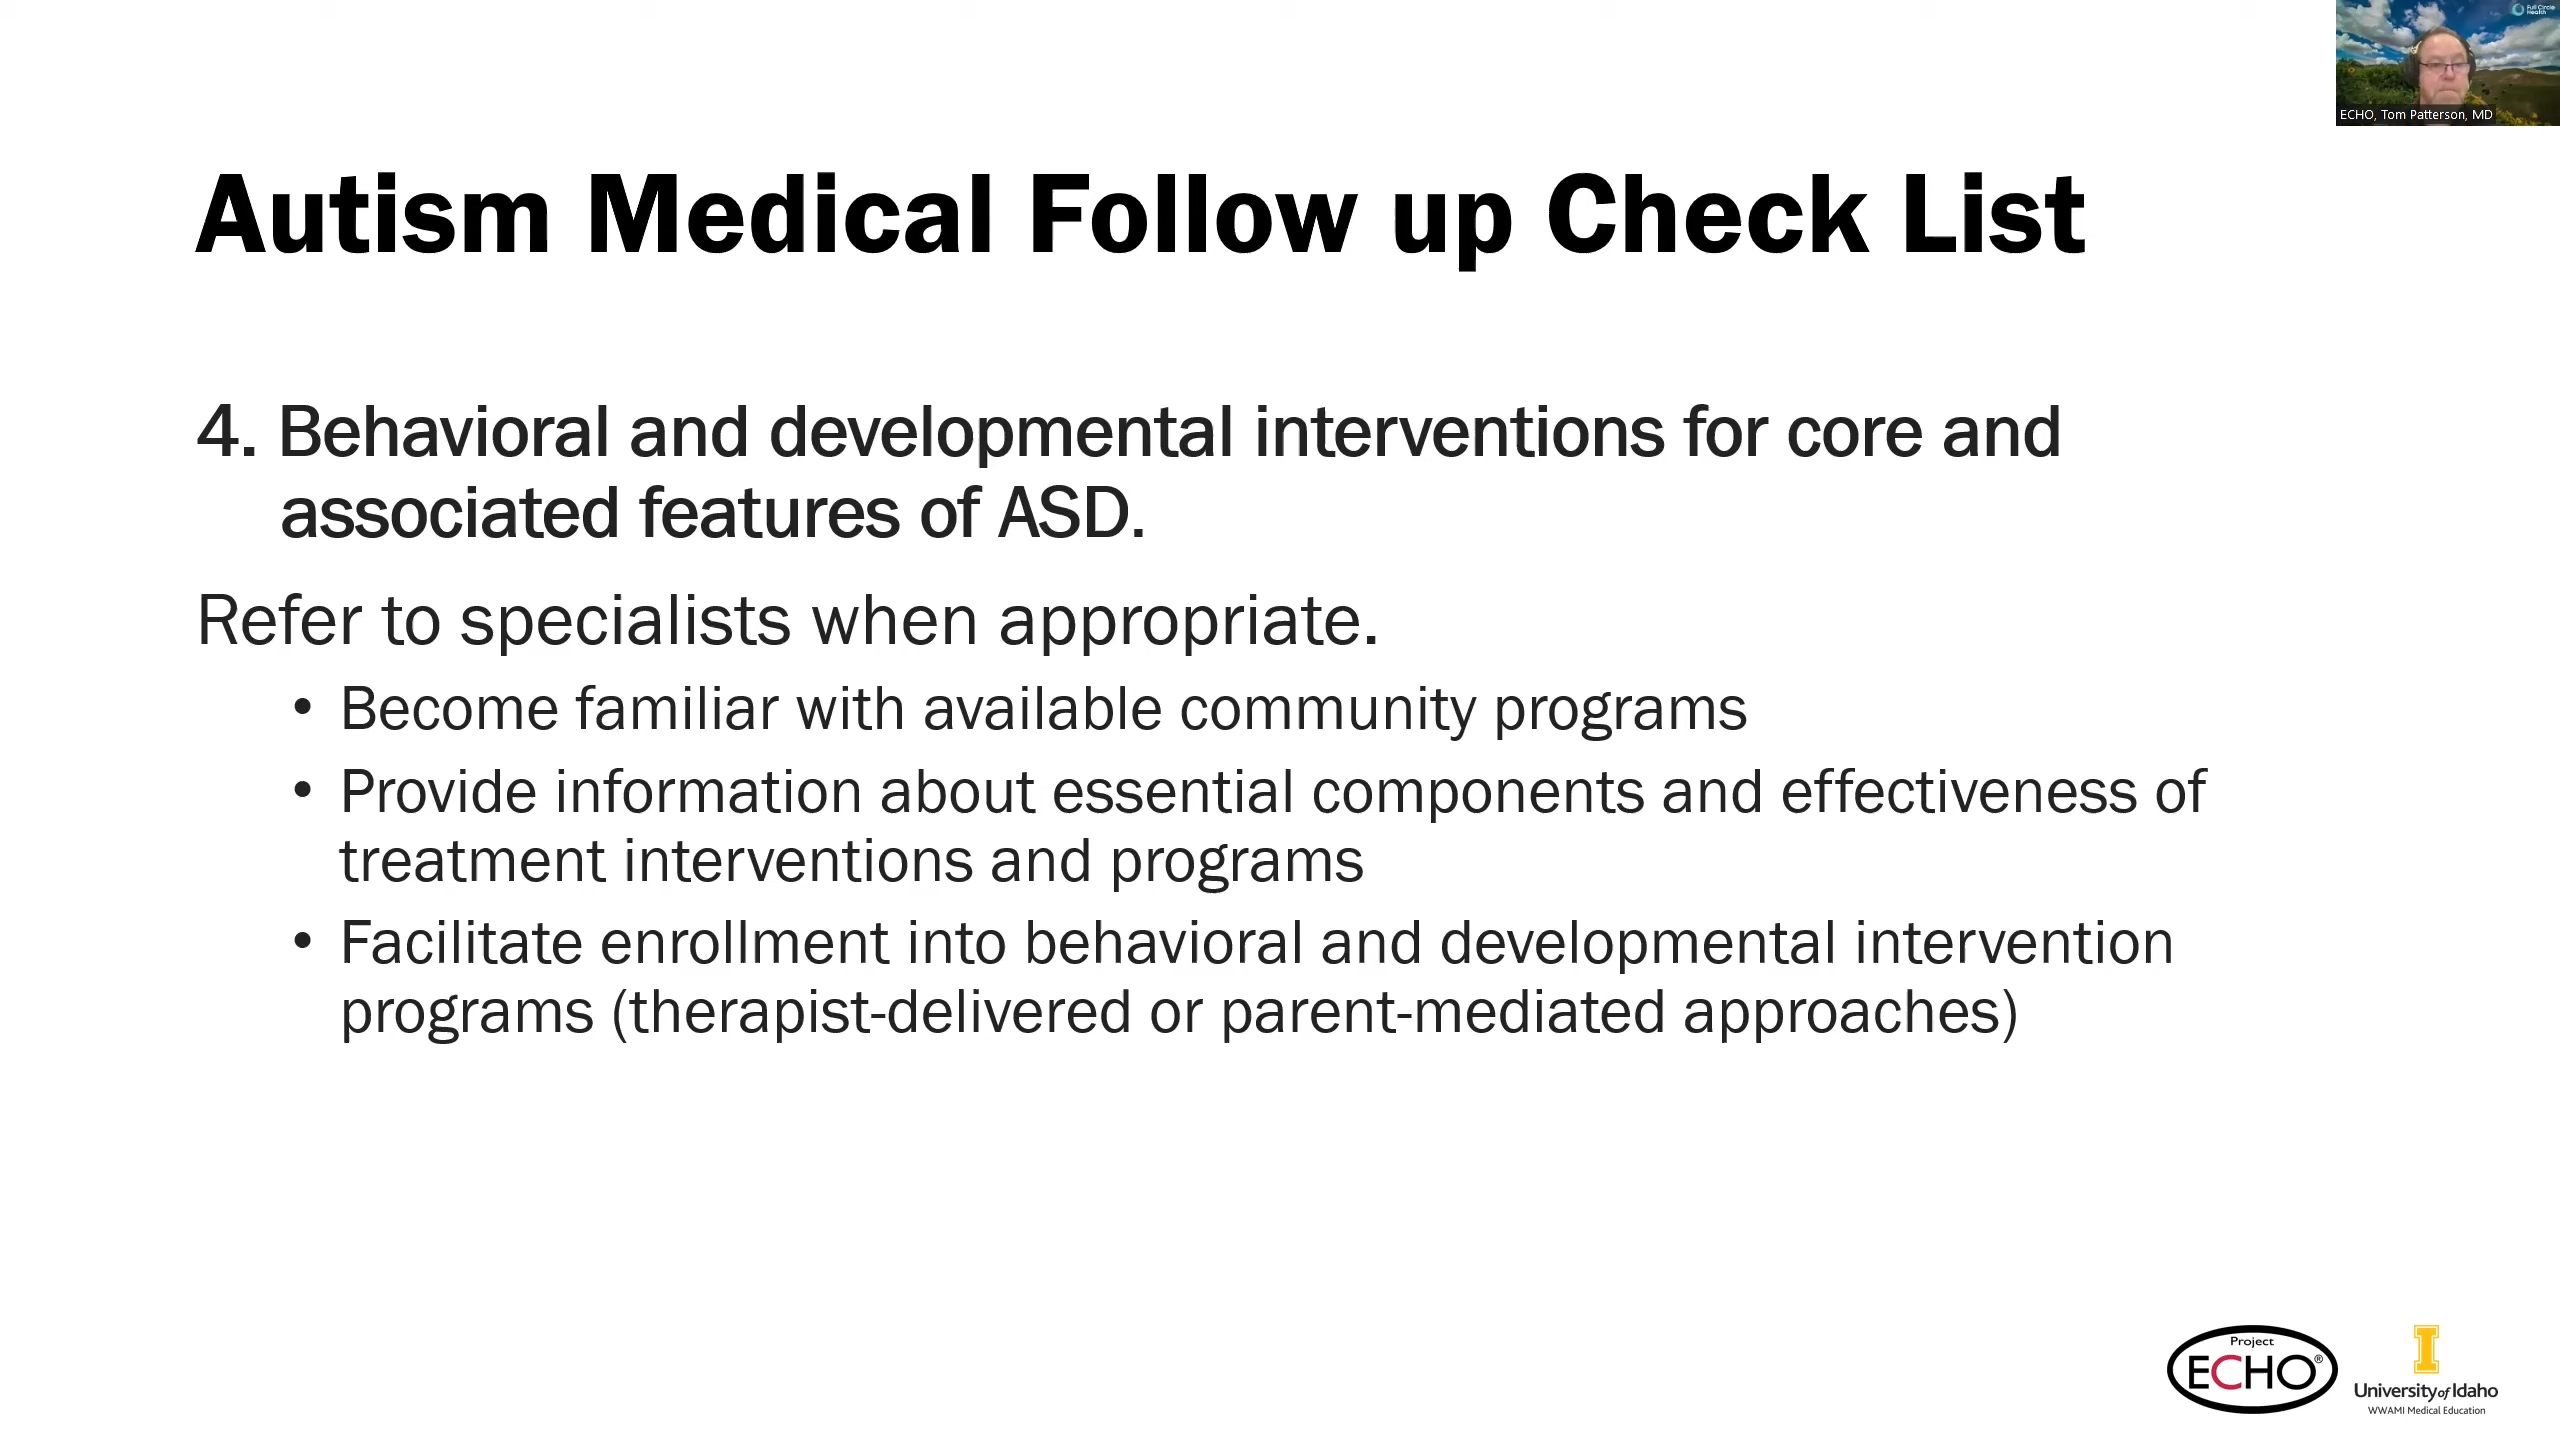 Full Circle
Health
ECHO, Tom Patterson, MD
Autism Medical Follow up Check List
4. Behavioral and developmental interventions for core and
associated features of ASD.
Refer to specialists when appropriate.
• Become familiar with available community programs
• Provide information about essential components and effectiveness of
treatment interventions and programs
• Facilitate enrollment into behavioral and developmental intervention
programs (therapist-delivered or parent-mediated approaches)
Project
ECHO®
I
University of Idaho
WWAMI Medical Education